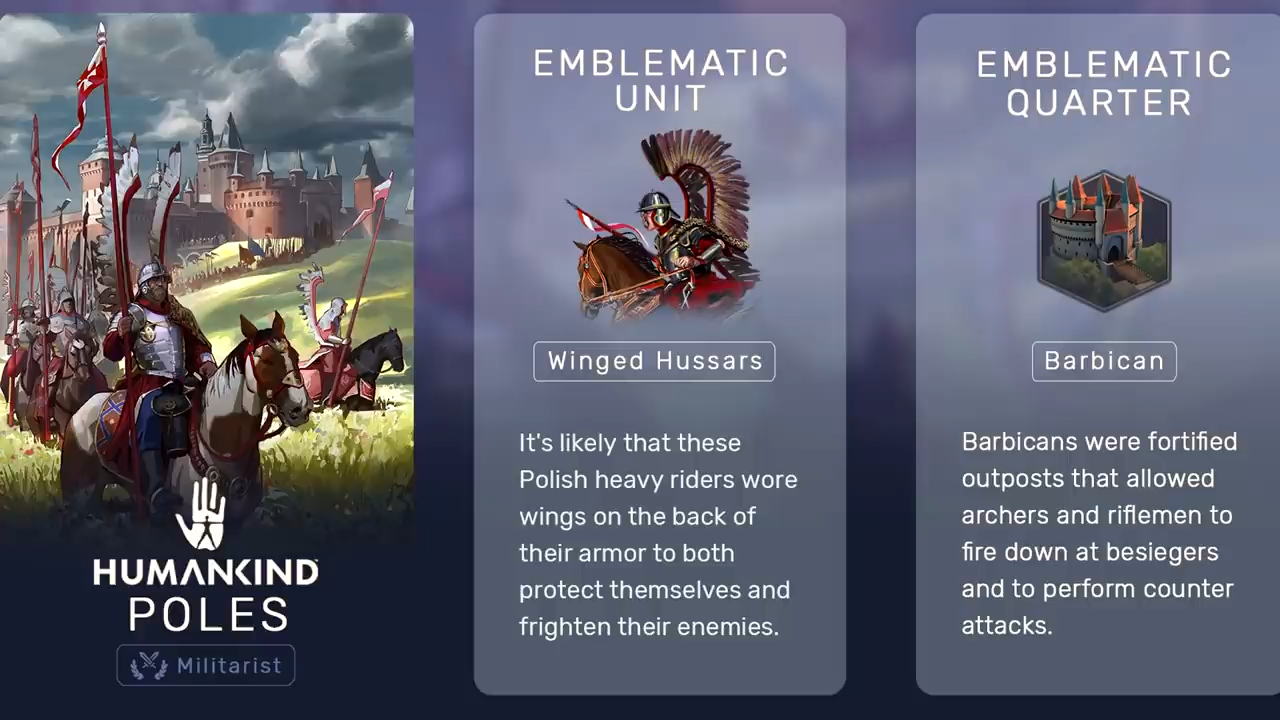 HUMANKIND
POLES
Militarist
EMBLEMATIC
UNIT
Winged Hussars
It's likely that these
Polish heavy riders wore
wings on the back of
their armor to both
protect themselves and
frighten their enemies.
EMBLEMATIC
QUARTER
Barbican
Barbicans were fortified
outposts that allowed
archers and riflemen to
fire down at besiegers
and to perform counter
attacks.